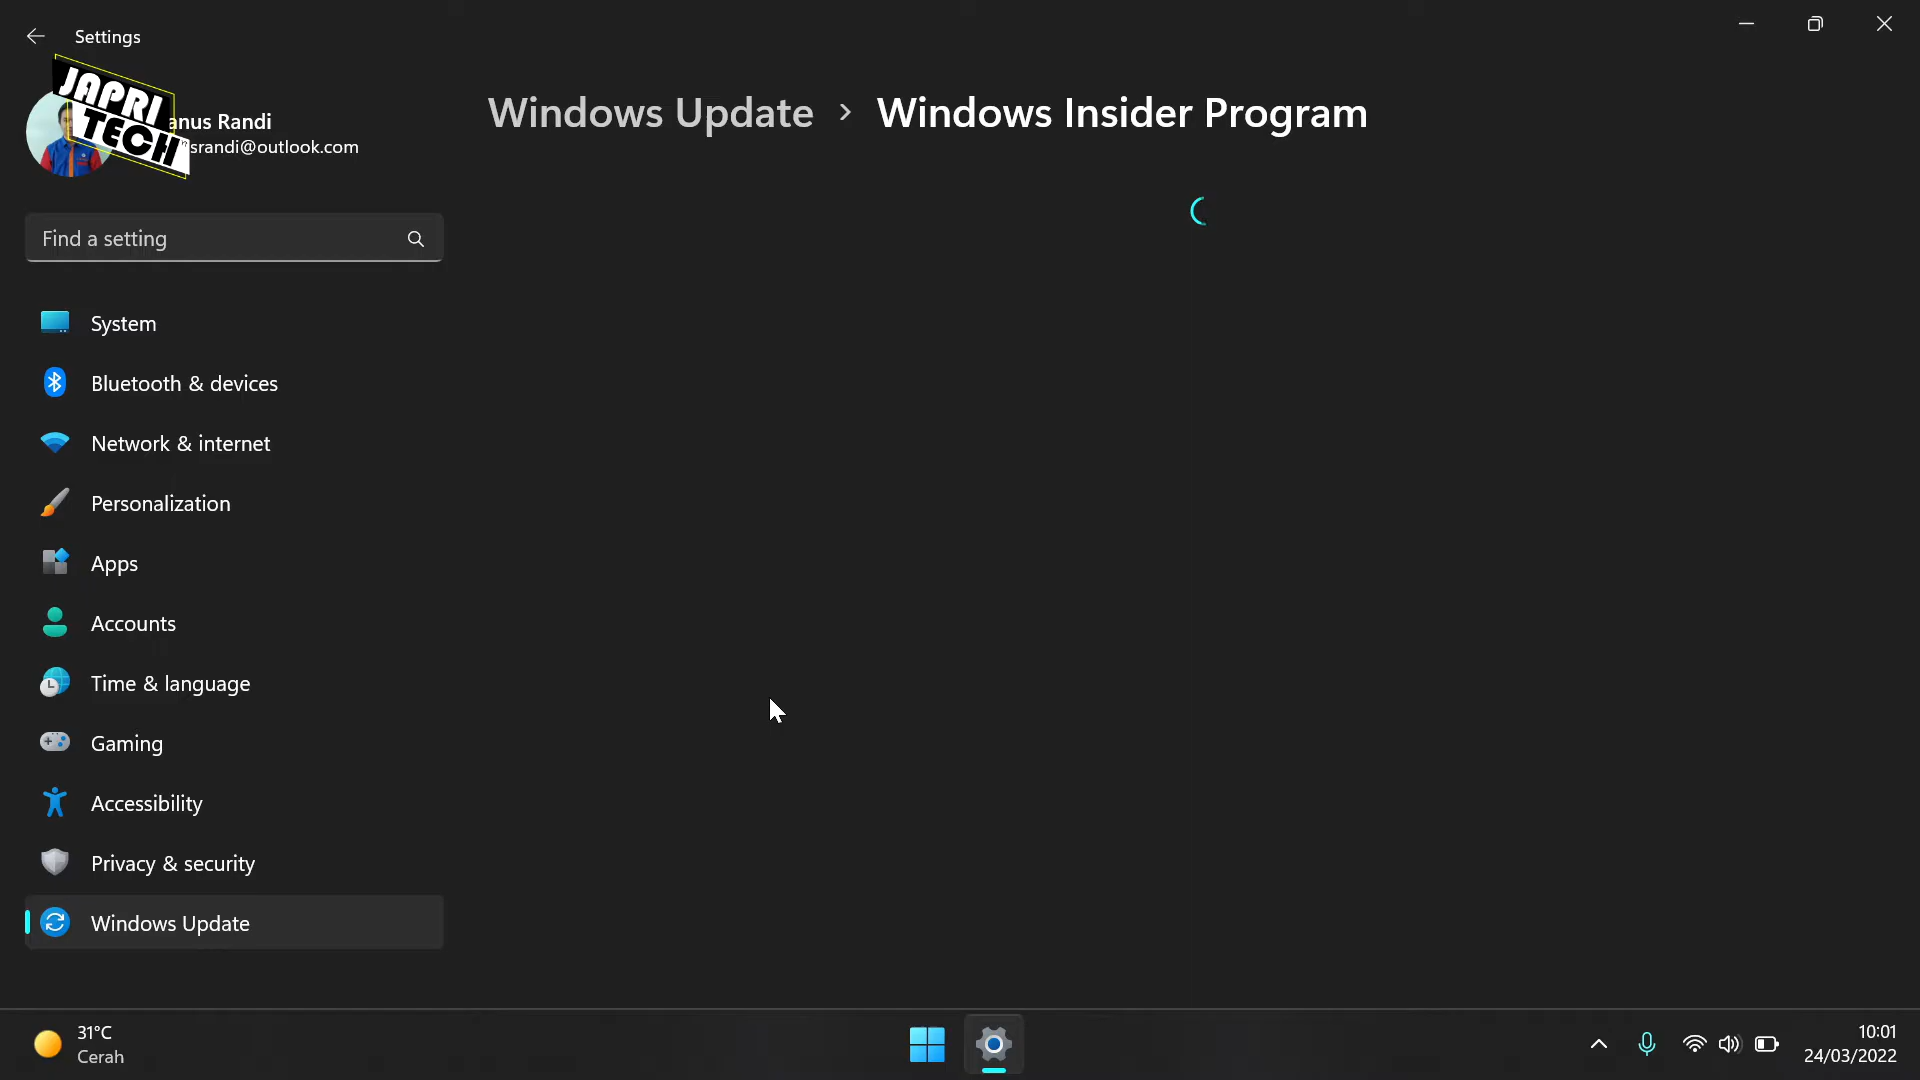 Settings
JAPRI
TECH
anus Randi
srandi@outlook.com
Windows Update > Windows Insider Program
Find a setting
System
Bluetooth & devices
Network & internet
Personalization
Apps
Accounts
Time & language
Gaming
Accessibility
Privacy & security
Windows Update
31°C
Cerah
10:01
24/03/2022